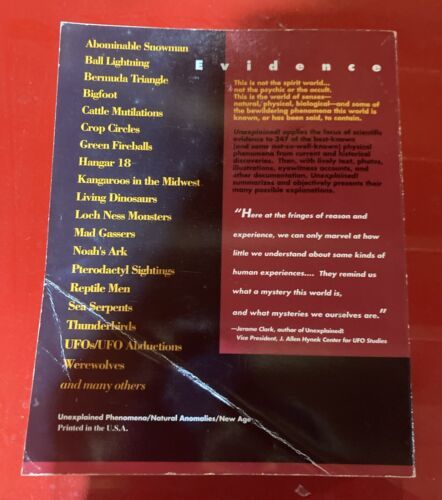 Abominable Snowman
Ball Lightning
Bermuda Triangle
Bigfoot
Cattle Mutilations
Crop Circles
Green Fireballs
Hangar 18
Kangaroos in the Midwest
Living Dinosaurs
Loch Ness Monsters
Mad Gassers
Noah's Ark
Pterodactyl Sightings
Reptile Men
Sea Serpents
Thunderbirds
UFOs/UFO Abductions
Werewolves
and many others
Unexplained Phenomena/Natural Anomalies/New Age
Printed in the U.S.A.
Evidence
This is not the spirit world...
not the psychic or the occult.
This is the world of senses—
natural, physical, biological—and some of
the bewildering phenomena this world is
known, or has been said, to contain.
Unexplained! applies the focus of scientific
evidence to 347 of the best-known
(and some not-so-well-known) physical
phenomena from current and historical
discoveries. Then, with lively text, photos,
illustrations, eyewitness accounts, and
other documentation, Unexplained!
summarizes and objectively presents their
many possible explanations.
"Here at the fringes of reason and
experience, we can only marvel at how
little we understand about some kinds of
human experiences.... They remind us
what a mystery this world is,
and what mysteries we ourselves are."
—Jerome Clark, author of Unexplained!
Vice President, J. Allen Hynek Center for UFO Studies